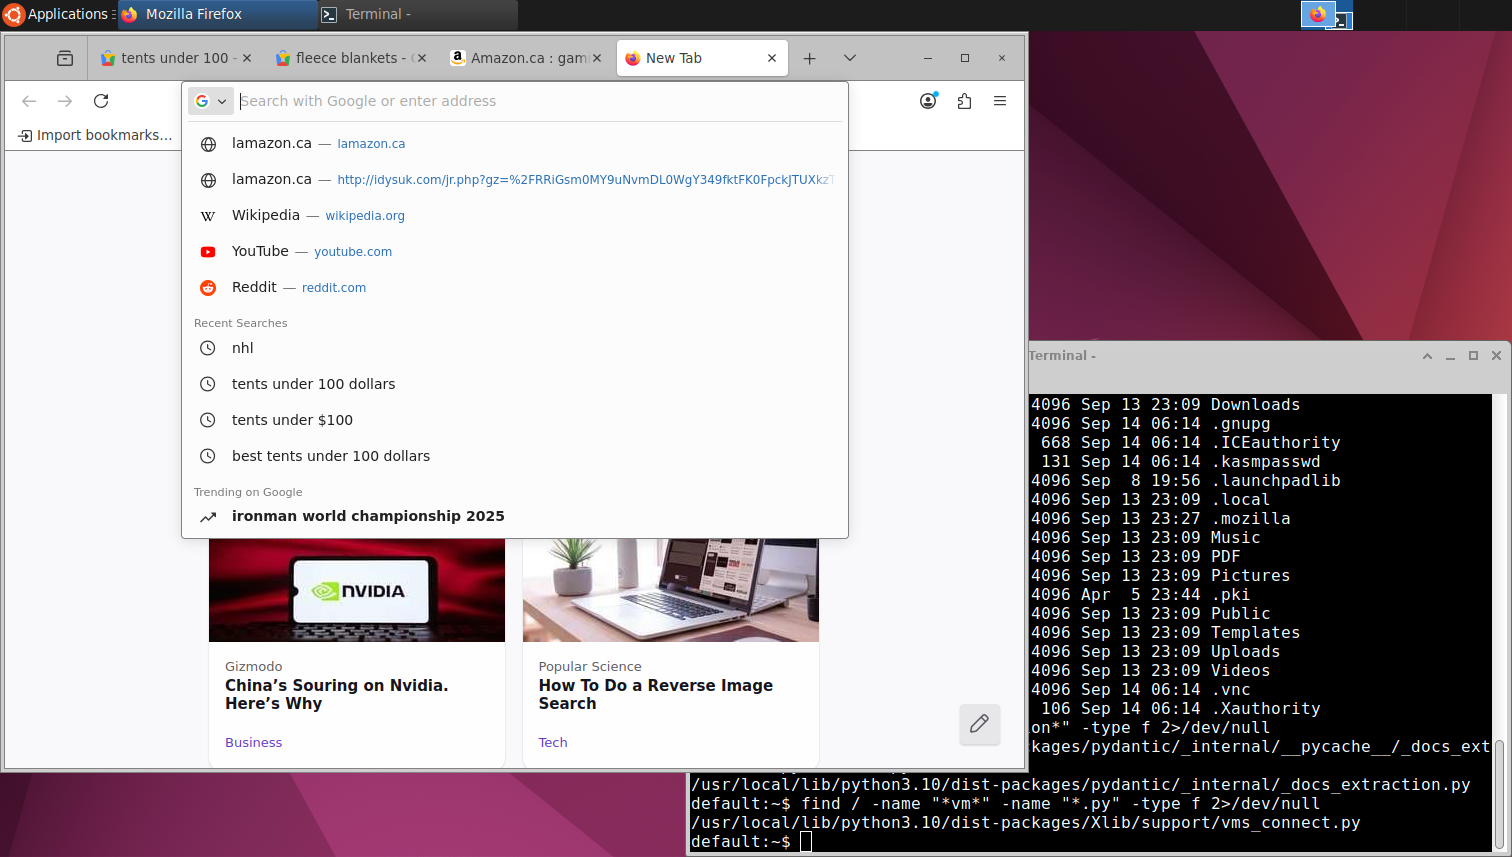 Applications
Mozilla Firefox
Terminal -
tents under 100 -
fleece blankets -
Amazon.ca : gam
New Tab
Search with Google or enter address
Import bookmarks...
lamazon.ca — lamazon.ca
lamazon.ca — http://idysuk.com/jr.php?gz=%2FRRiGsm0MY9uNvmDL0WgY349fktFK0FpckJTUXkzT
Wikipedia — wikipedia.org
YouTube — youtube.com
Reddit — reddit.com
Recent Searches
nhl
tents under 100 dollars
tents under $100
best tents under 100 dollars
Trending on Google
ironman world championship 2025
NVIDIA
Gizmodo
China’s Souring on Nvidia.
Here’s Why
Business
Popular Science
How To Do a Reverse Image
Search
Tech
Terminal -
4096 Sep 13 23:09 Downloads
4096 Sep 14 06:14 .gnupg
668 Sep 14 06:14 .ICEauthority
131 Sep 14 06:14 .kasmpasswd
4096 Sep  8 19:56 .launchpadlib
4096 Sep 13 23:09 .local
4096 Sep 13 23:27 .mozilla
4096 Sep 13 23:09 Music
4096 Sep 13 23:09 PDF
4096 Sep 13 23:09 Pictures
4096 Apr  5 23:44 .pki
4096 Sep 13 23:09 Public
4096 Sep 13 23:09 Templates
4096 Sep 13 23:09 Uploads
4096 Sep 13 23:09 Videos
4096 Sep 14 06:14 .vnc
106 Sep 14 06:14 .Xauthority
on*" -type f 2>/dev/null
kages/pydantic/_internal/__pycache__/_docs_ext
/usr/local/lib/python3.10/dist-packages/pydantic/_internal/_docs_extraction.py
default:~$ find / -name "*vm*" -name "*.py" -type f 2>/dev/null
/usr/local/lib/python3.10/dist-packages/Xlib/support/vms_connect.py
default:~$